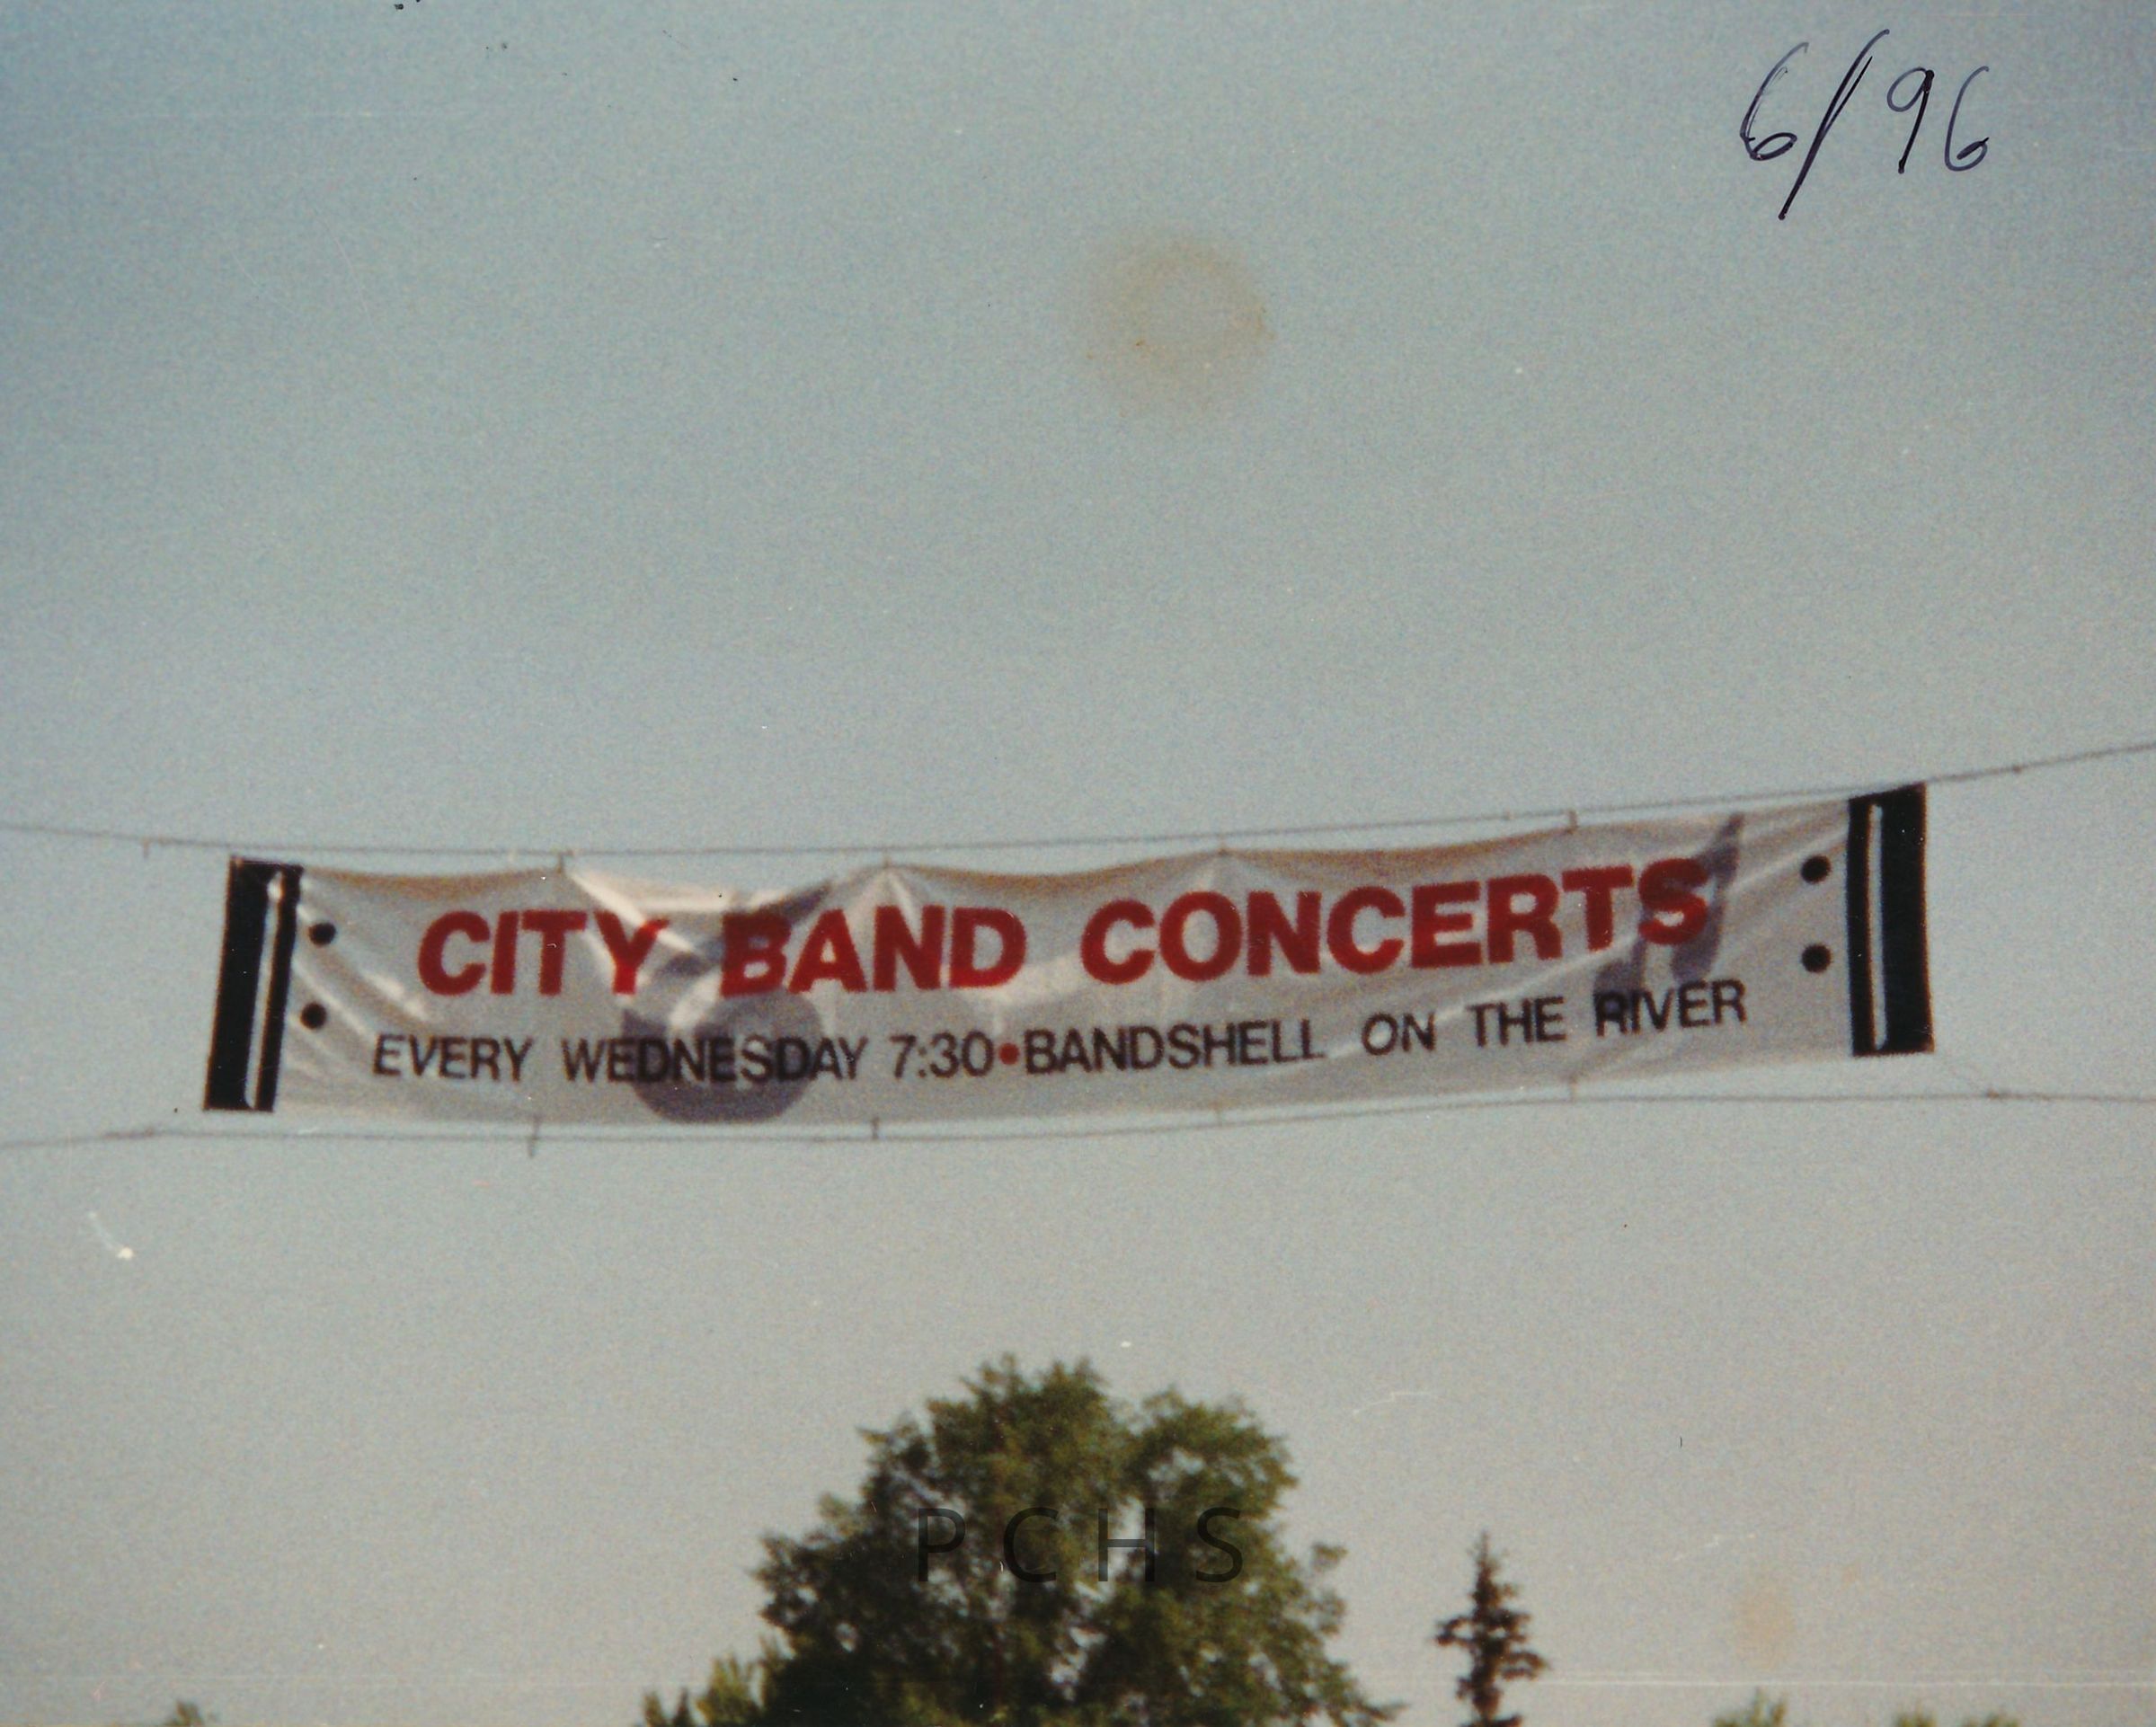 6/96
CITY BAND CONCERTS
EVERY WEDNESDAY 7:30•BANDSHELL ON THE RIVER
PCHS